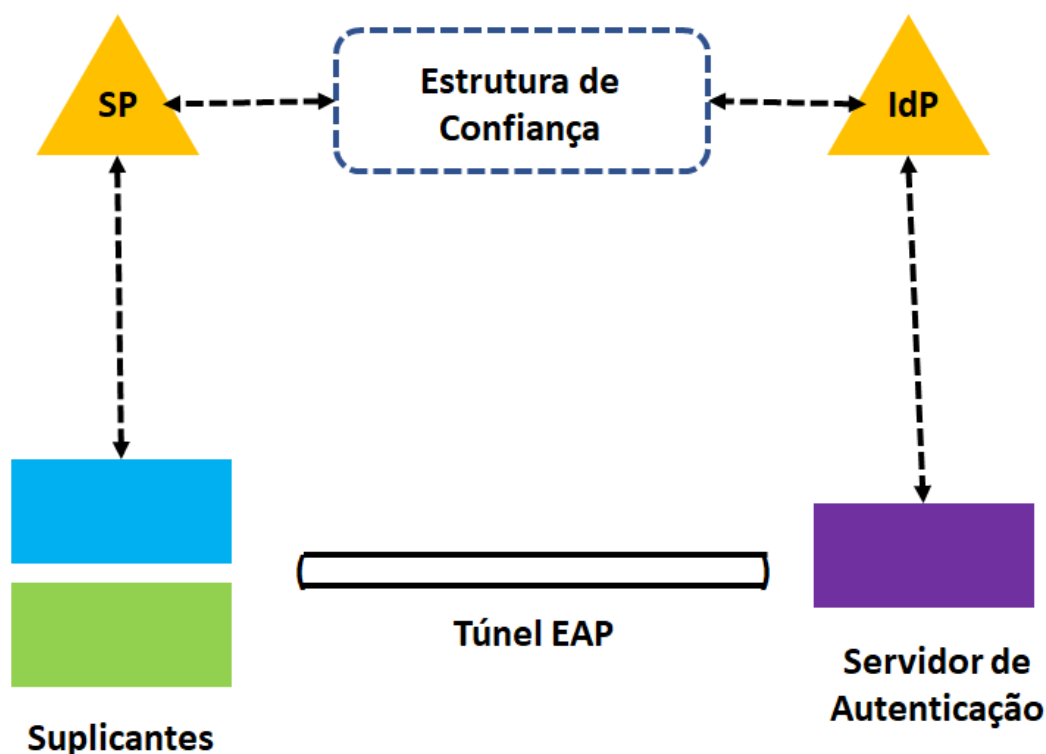 SP
Estrutura de
Confiança
IdP
Túnel EAP
Servidor de
Autenticação
Suplicantes